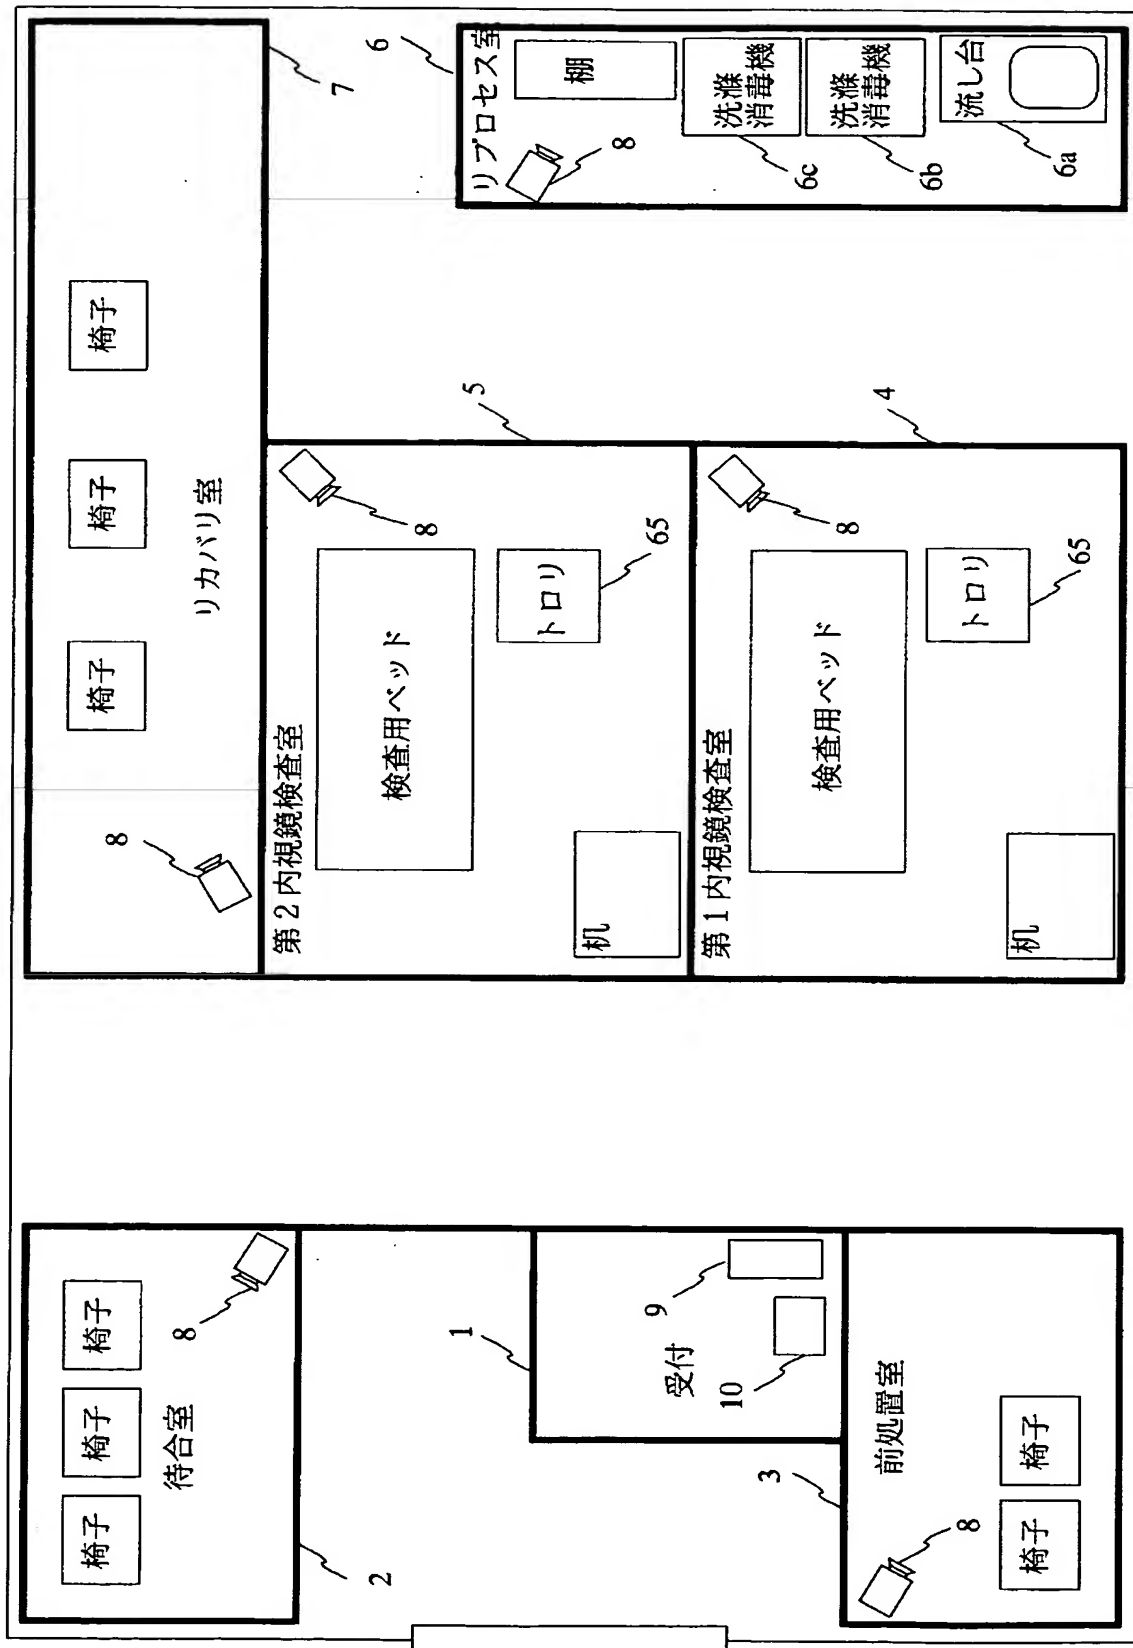 椅子
椅子
椅子
待合室
8
2
1
受付
9
10
3
前処置室
8
椅子
椅子
椅子
椅子
椅子
リカバリ室
8
7
第2内視鏡検査室
検査用ベッド
8
トロリ
65
机
5
第1内視鏡検査室
検査用ベッド
8
トロリ
65
机
4
6
リプロセス室
棚
8
洗滌
消毒機
6c
洗滌
消毒機
6b
流し台
6a